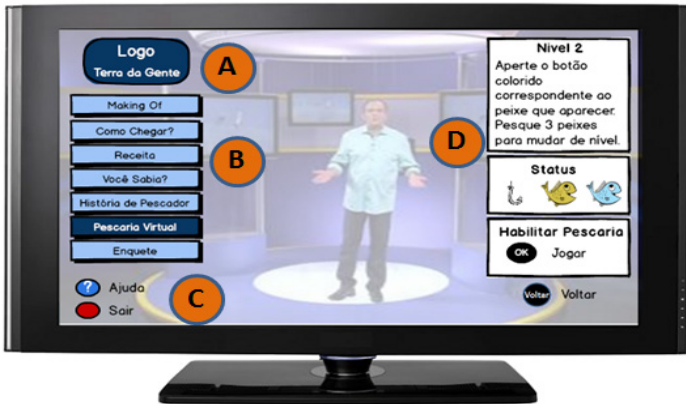 Logo
Terra da Gente
A
Making Of
Como Chegar?
Receita
Você Sabia?
História de Pescador
Pescaria Virtual
Enquete
B
? Ajuda
Sair
C
Nivel 2
Aperte o botão
colorido
correspondente ao
peixe que aparecer.
Pesque 3 peixes
para mudar de nível.
D
Status
Habilitar Pescaria
OK Jogar
Voltar Voltar